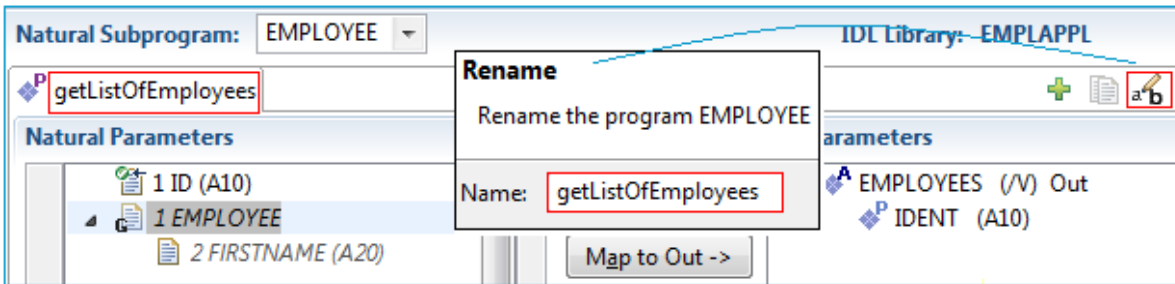 Natural Subprogram: EMPLOYEE IDL Library: EMPLAPPL
getListOfEmployees
Rename
Rename the program EMPLOYEE
Name: getListOfEmployees
Natural Parameters
arameters
1 ID (A10)
1 EMPLOYEE
2 FIRSTNAME (A20)
Map to Out ->
EMPLOYEES (/V) Out
IDENT (A10)